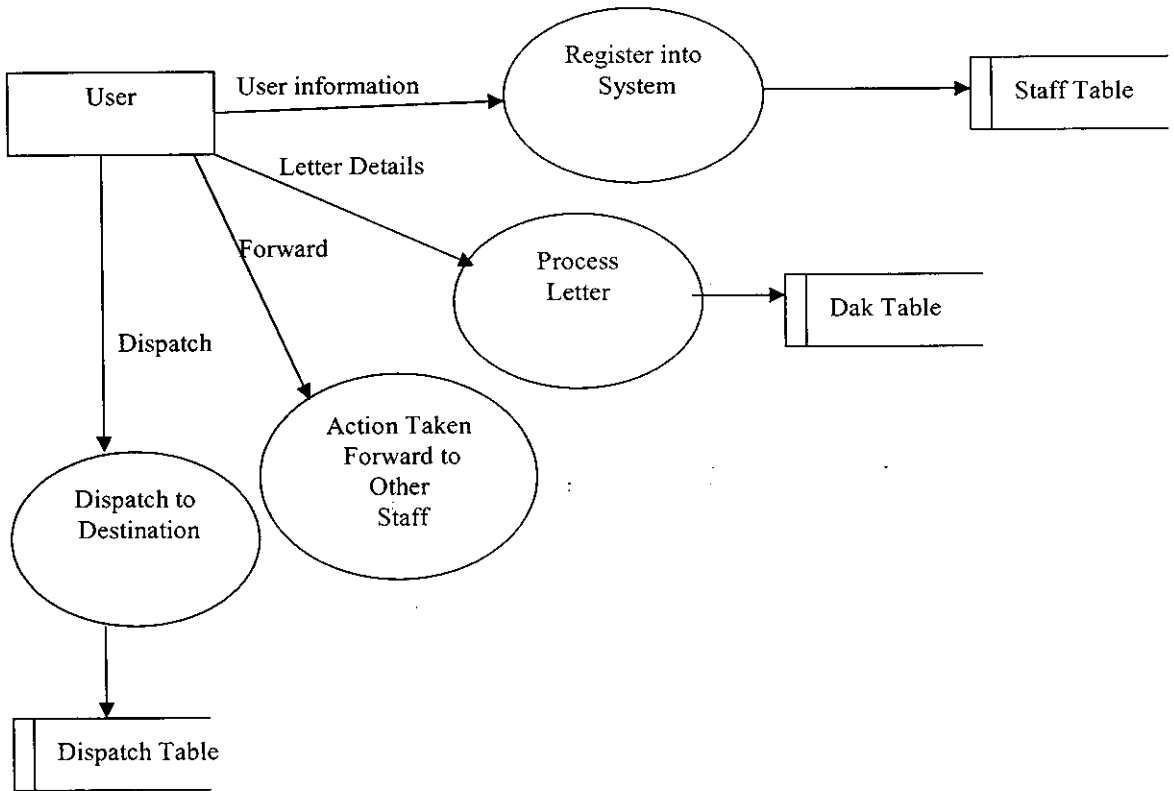 Register into
System
User
User information
Staff Table
Letter Details
Forward
Process
Letter
Dak Table
Dispatch
Action Taken
Forward to
Other
Staff
Dispatch to
Destination
Dispatch Table